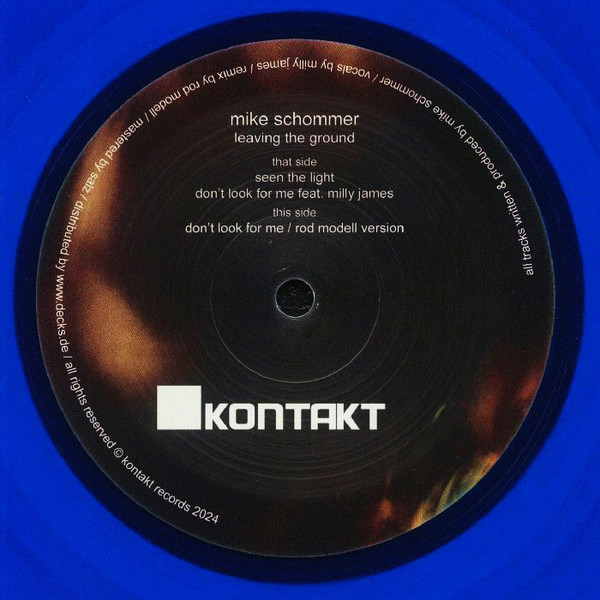 mike schommer
leaving the ground
that side
seen the light
don't look for me feat. milly james
this side
don't look for me / rod modell version
KONTAKT
all tracks written & produced by mike schommer / vocals by milly james / remix by rod modell / mastered by salz / distributed by www.decks.de / all rights reserved © kontakt records 2024